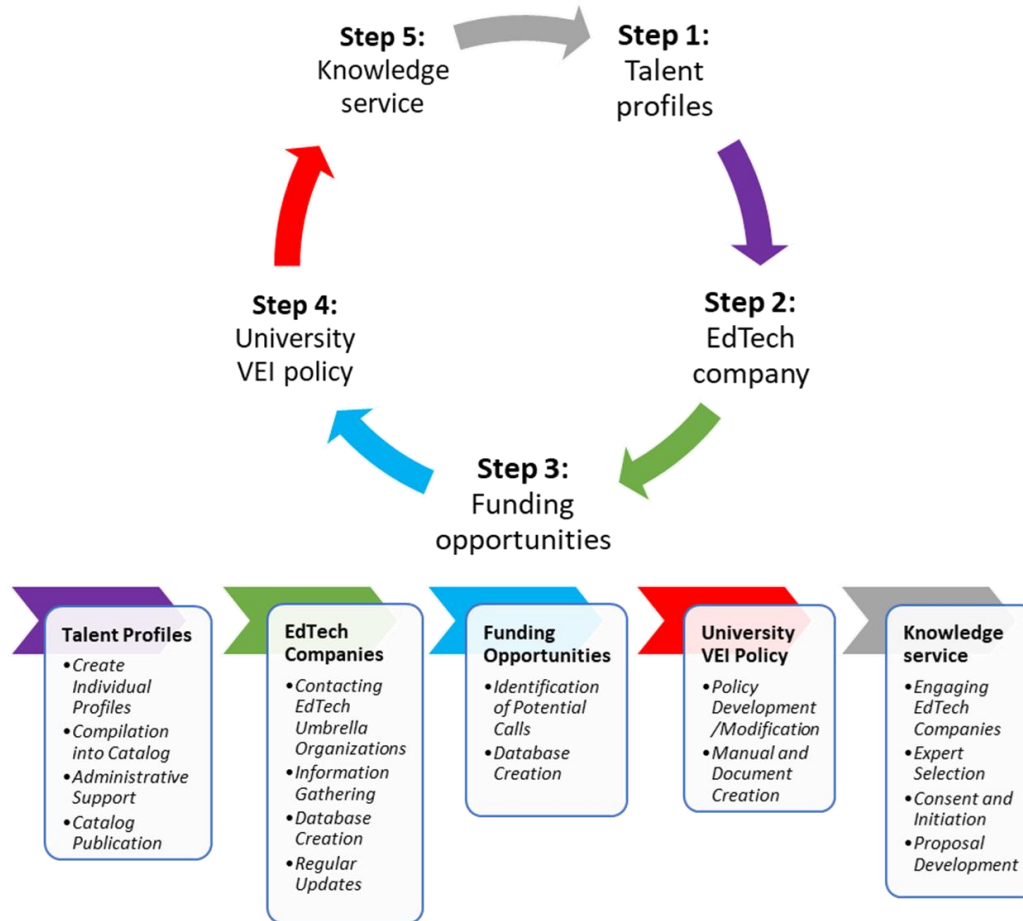 Step 5:
Knowledge
service
Step 1:
Talent
profiles
Step 2:
EdTech
company
Step 3:
Funding
opportunities
Step 4:
University
VEI policy
Talent Profiles
•Create
Individual
Profiles
•Compilation
into Catalog
•Administrative
Support
•Catalog
Publication
EdTech
Companies
•Contacting
EdTech
Umbrella
Organizations
•Information
Gathering
•Database
Creation
•Regular
Updates
Funding
Opportunities
•Identification
of Potential
Calls
•Database
Creation
University
VEI Policy
•Policy
Development
/Modification
•Manual and
Document
Creation
Knowledge
service
•Engaging
EdTech
Companies
•Expert
Selection
•Consent and
Initiation
•Proposal
Development